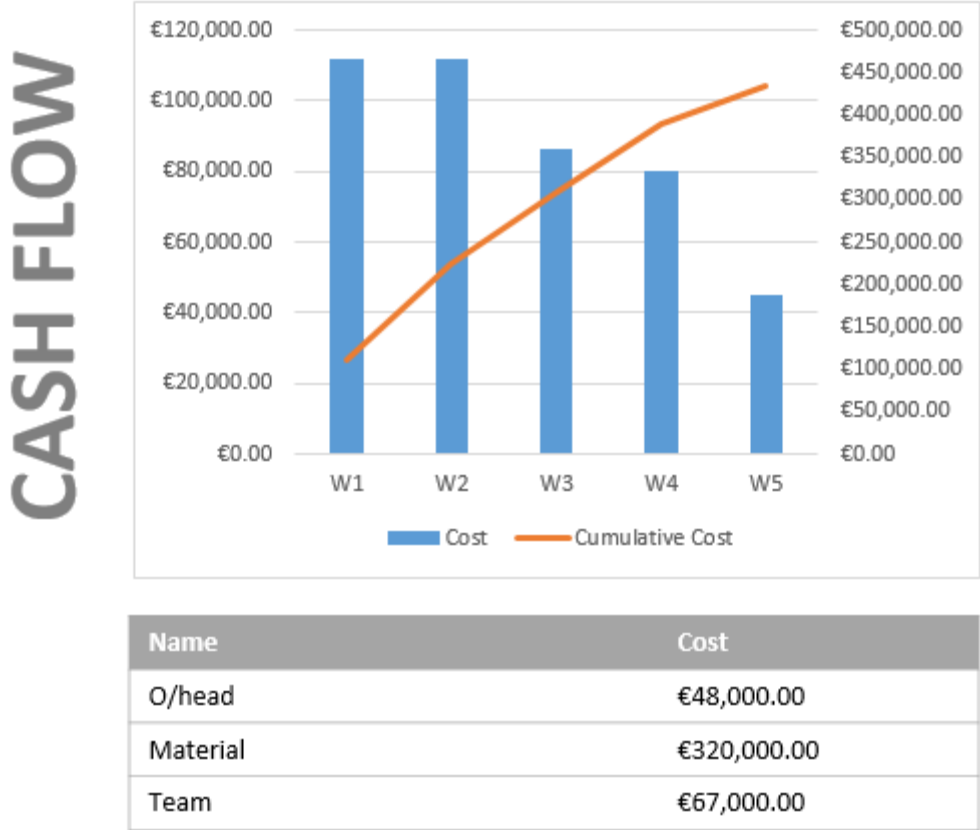 CASH FLOW
€120,000.00
€100,000.00
€80,000.00
€60,000.00
€40,000.00
€20,000.00
€0.00
€500,000.00
€450,000.00
€400,000.00
€350,000.00
€300,000.00
€250,000.00
€200,000.00
€150,000.00
€100,000.00
€50,000.00
€0.00
W1 W2 W3 W4 W5
Cost Cumulative Cost
Name Cost
O/head €48,000.00
Material €320,000.00
Team €67,000.00